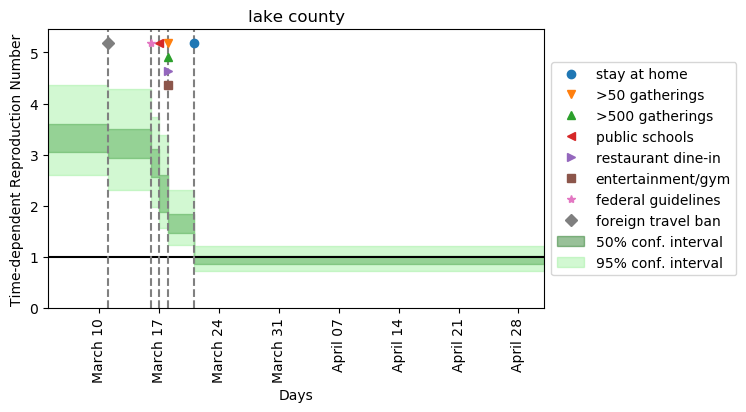 lake county
Time-dependent Reproduction Number
5
4
3
2
1
0
March 10
March 17
March 24
March 31
April 07
April 14
April 21
April 28
Days
stay at home
>50 gatherings
>500 gatherings
public schools
restaurant dine-in
entertainment/gym
federal guidelines
foreign travel ban
50% conf. interval
95% conf. interval